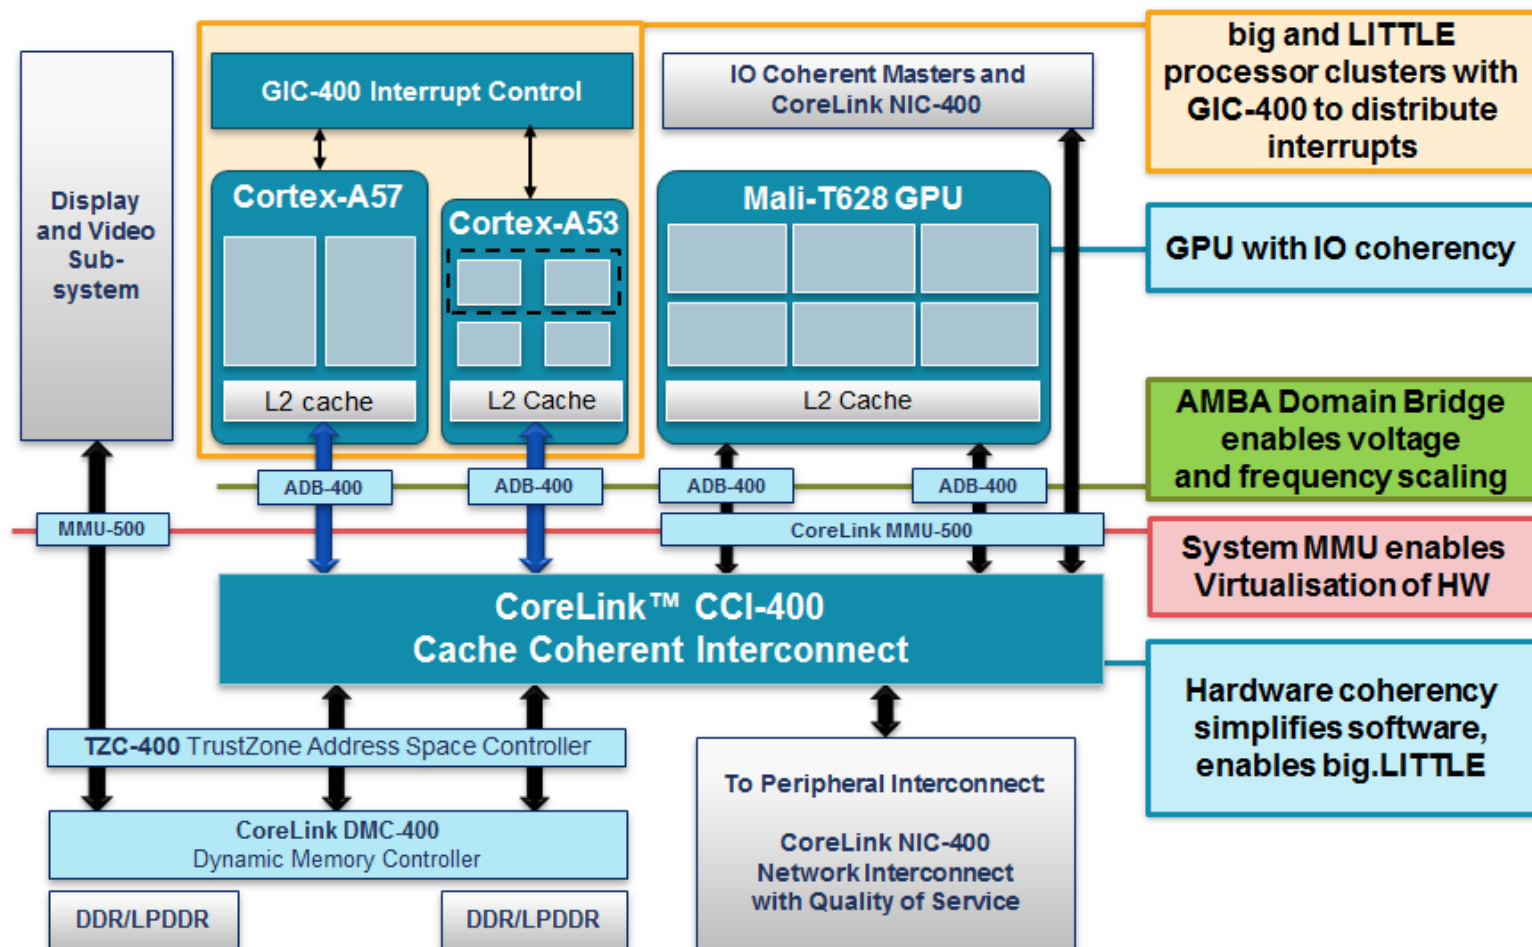 big and LITTLE
processor clusters with
GIC-400 to distribute
interrupts
GIC-400 Interrupt Control
IO Coherent Masters and
CoreLink NIC-400
Display
and Video
Sub-
system
Cortex-A57
Cortex-A53
Mali-T628 GPU
GPU with IO coherency
L2 cache
L2 Cache
L2 Cache
AMBA Domain Bridge
enables voltage
and frequency scaling
ADB-400
ADB-400
ADB-400
ADB-400
MMU-500
CoreLink MMU-500
System MMU enables
Virtualisation of HW
CoreLink™ CCI-400
Cache Coherent Interconnect
Hardware coherency
simplifies software,
enables big.LITTLE
TZC-400 TrustZone Address Space Controller
To Peripheral Interconnect:
CoreLink NIC-400
Network Interconnect
with Quality of Service
CoreLink DMC-400
Dynamic Memory Controller
DDR/LPDDR
DDR/LPDDR